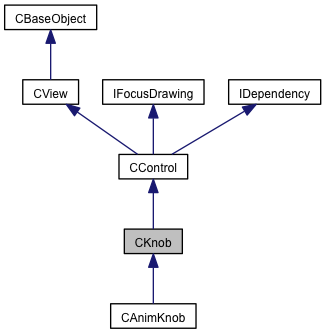 CBaseObject
CView
IFocusDrawing
IDependency
CControl
CKnob
CAnimKnob